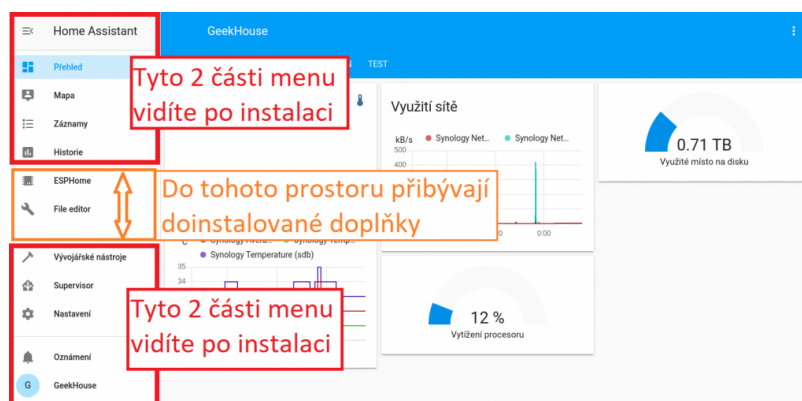 Home Assistant
GeekHouse
TEST
Přehled
Mapa
Záznamy
Historie
Tyto 2 části menu
vidíte po instalaci
ESPHome
File editor
Do tohoto prostoru přibývají
doinstalované doplňky
Vývojářské nástroje
Supervisor
Nastavení
Oznámení
G GeekHouse
Tyto 2 části menu
vidíte po instalaci
Využití sítě
kB/s Synology Net... Synology Net...
500
400
0 0:00
0.71 TB
Využité místo na disku
Synology Temperature (sdb)
35
34
12 %
Vytížení procesoru